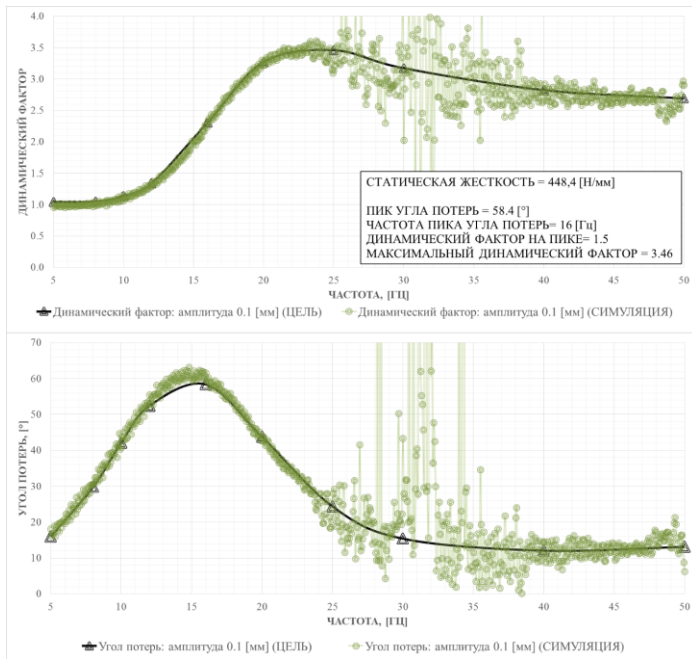 4.0
3.5
3.0
2.5
2.0
1.5
1.0
0.5
0.0
ДИНАМИЧЕСКИЙ ФАКТОР
СТАТИЧЕСКАЯ ЖЕСТКОСТЬ = 448,4 [Н/мм]
ПИК УГЛА ПОТЕРЬ = 58.4 [°]
ЧАСТОТА ПИКА УГЛА ПОТЕРЬ= 16 [Гц]
ДИНАМИЧЕСКИЙ ФАКТОР НА ПИКЕ= 1.5
МАКСИМАЛЬНЫЙ ДИНАМИЧЕСКИЙ ФАКТОР = 3.46
5 10 15 20 25 30 35 40 45 50
ЧАСТОТА, [ГЦ]
Динамический фактор: амплитуда 0.1 [мм] (ЦЕЛЬ) Динамический фактор: амплитуда 0.1 [мм] (СИМУЛЯЦИЯ)
70
60
50
40
30
20
10
0
УГОЛ ПОТЕРЬ, [°]
5 10 15 20 25 30 35 40 45 50
ЧАСТОТА, [ГЦ]
Угол потерь: амплитуда 0.1 [мм] (ЦЕЛЬ) Угол потерь: амплитуда 0.1 [мм] (СИМУЛЯЦИЯ)